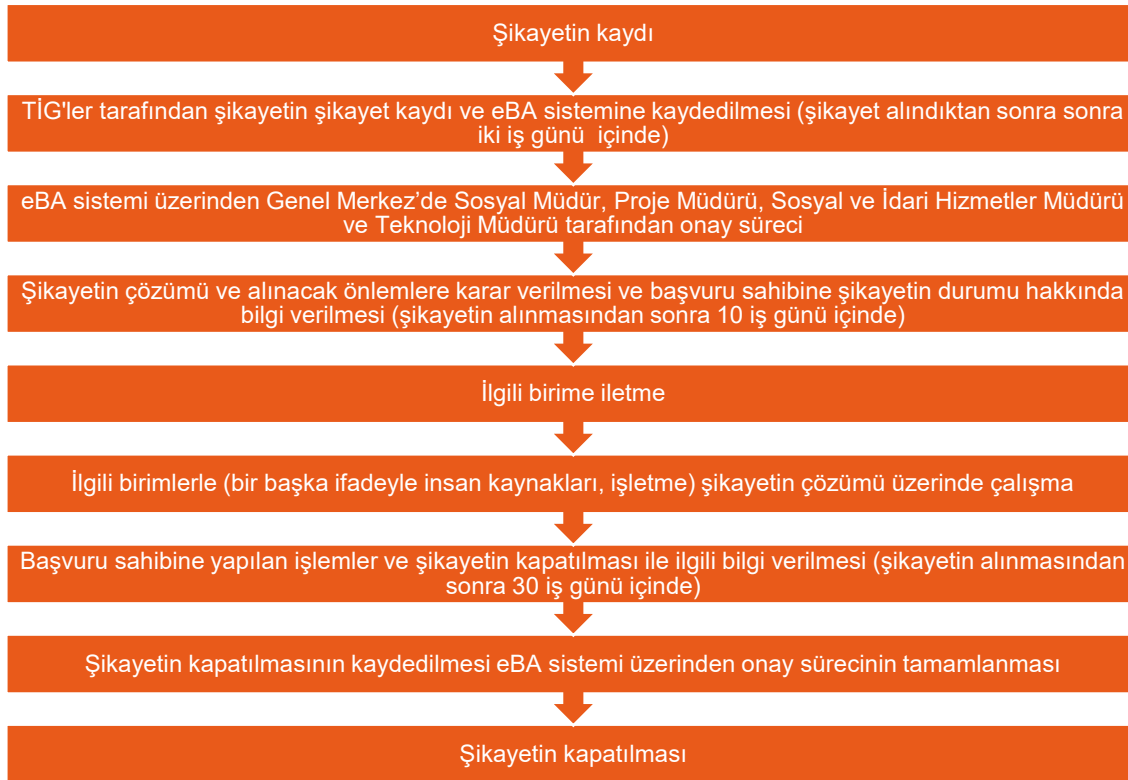 Şikayetin kaydı
TİG'ler tarafından şikayetin şikayet kaydı ve eBA sistemine kaydedilmesi (şikayet alındıktan sonra sonra
iki iş günü  içinde)
eBA sistemi üzerinden Genel Merkez’de Sosyal Müdür, Proje Müdürü, Sosyal ve İdari Hizmetler Müdürü
ve Teknoloji Müdürü tarafından onay süreci
Şikayetin çözümü ve alınacak önlemlere karar verilmesi ve başvuru sahibine şikayetin durumu hakkında
bilgi verilmesi (şikayetin alınmasından sonra 10 iş günü içinde)
İlgili birime iletme
İlgili birimlerle (bir başka ifadeyle insan kaynakları, işletme) şikayetin çözümü üzerinde çalışma
Başvuru sahibine yapılan işlemler ve şikayetin kapatılması ile ilgili bilgi verilmesi (şikayetin alınmasından
sonra 30 iş günü içinde)
Şikayetin kapatılmasının kaydedilmesi eBA sistemi üzerinden onay sürecinin tamamlanması
Şikayetin kapatılması